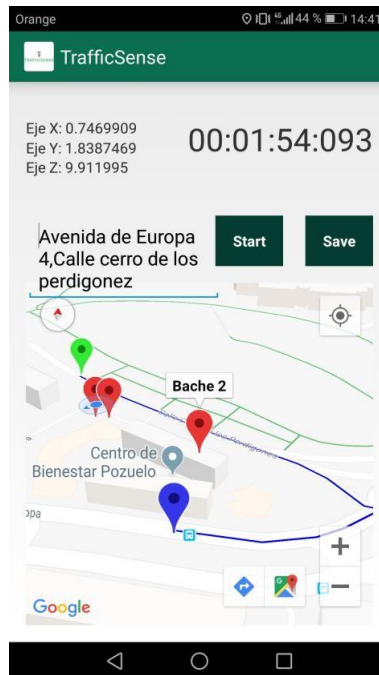 Orange
44 %
14:41
TrafficSense
Eje X: 0.7469909
Eje Y: 1.8387469
Eje Z: 9.911995
00:01:54:093
Avenida de Europa
4,Calle cerro de los
perdigonez
Start
Save
Bache 2
Centro de
Bienestar Pozuelo
opa
Google